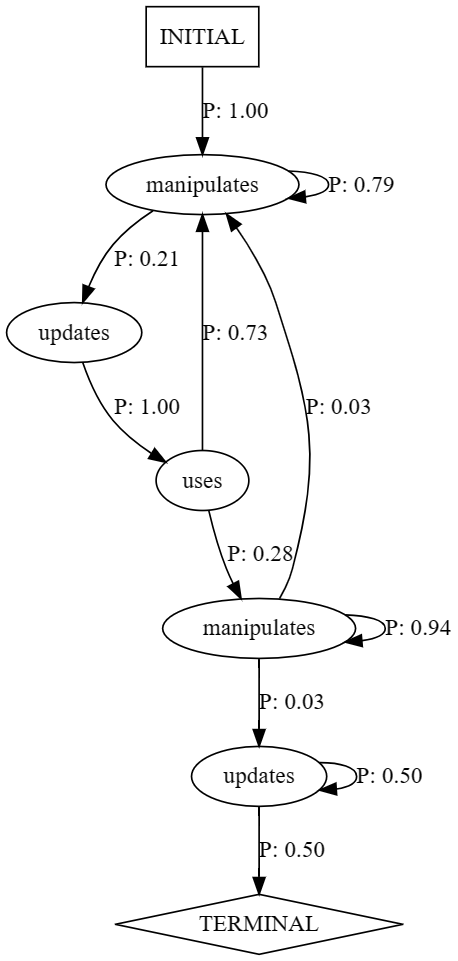 INITIAL
P: 1.00
manipulates
P: 0.79
P: 0.21
updates
P: 0.73
P: 1.00
P: 0.03
uses
P: 0.28
manipulates
P: 0.94
P: 0.03
updates
P: 0.50
P: 0.50
TERMINAL